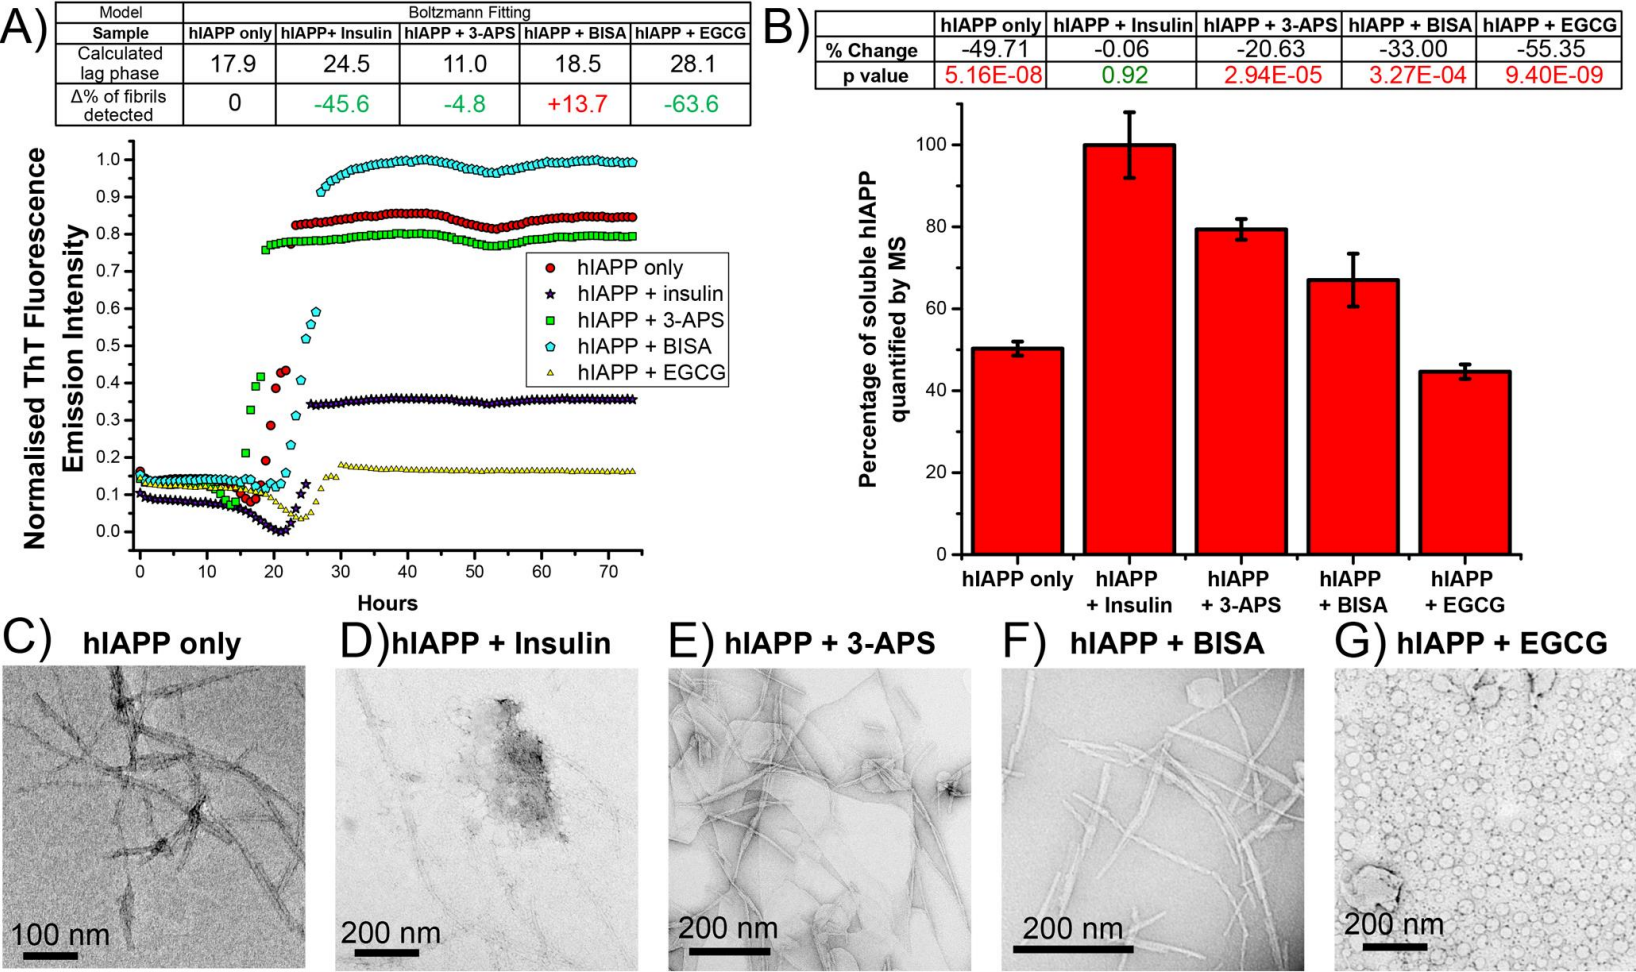 A)
Model Boltzmann Fitting
Sample hIAPP only hIAPP+ Insulin hIAPP + 3-APS hIAPP + BISA hIAPP + EGCG
Calculated lag phase 17.9 24.5 11.0 18.5 28.1
Δ% of fibrils detected 0 -45.6 -4.8 +13.7 -63.6
Normalised ThT Fluorescence
Emission Intensity
1.0
0.9
0.8
0.7
0.6
0.5
0.4
0.3
0.2
0.1
0.0
hIAPP only
hIAPP + insulin
hIAPP + 3-APS
hIAPP + BISA
hIAPP + EGCG
0 10 20 30 40 50 60 70
Hours
B)
hIAPP only hIAPP + Insulin hIAPP + 3-APS hIAPP + BISA hIAPP + EGCG
% Change -49.71 -0.06 -20.63 -33.00 -55.35
p value 5.16E-08 0.92 2.94E-05 3.27E-04 9.40E-09
Percentage of soluble hIAPP
quantified by MS
100
80
60
40
20
0
hIAPP only hIAPP hIAPP hIAPP hIAPP
+ Insulin + 3-APS + BISA + EGCG
C) hIAPP only
100 nm
D) hIAPP + Insulin
200 nm
E) hIAPP + 3-APS
200 nm
F) hIAPP + BISA
200 nm
G) hIAPP + EGCG
200 nm